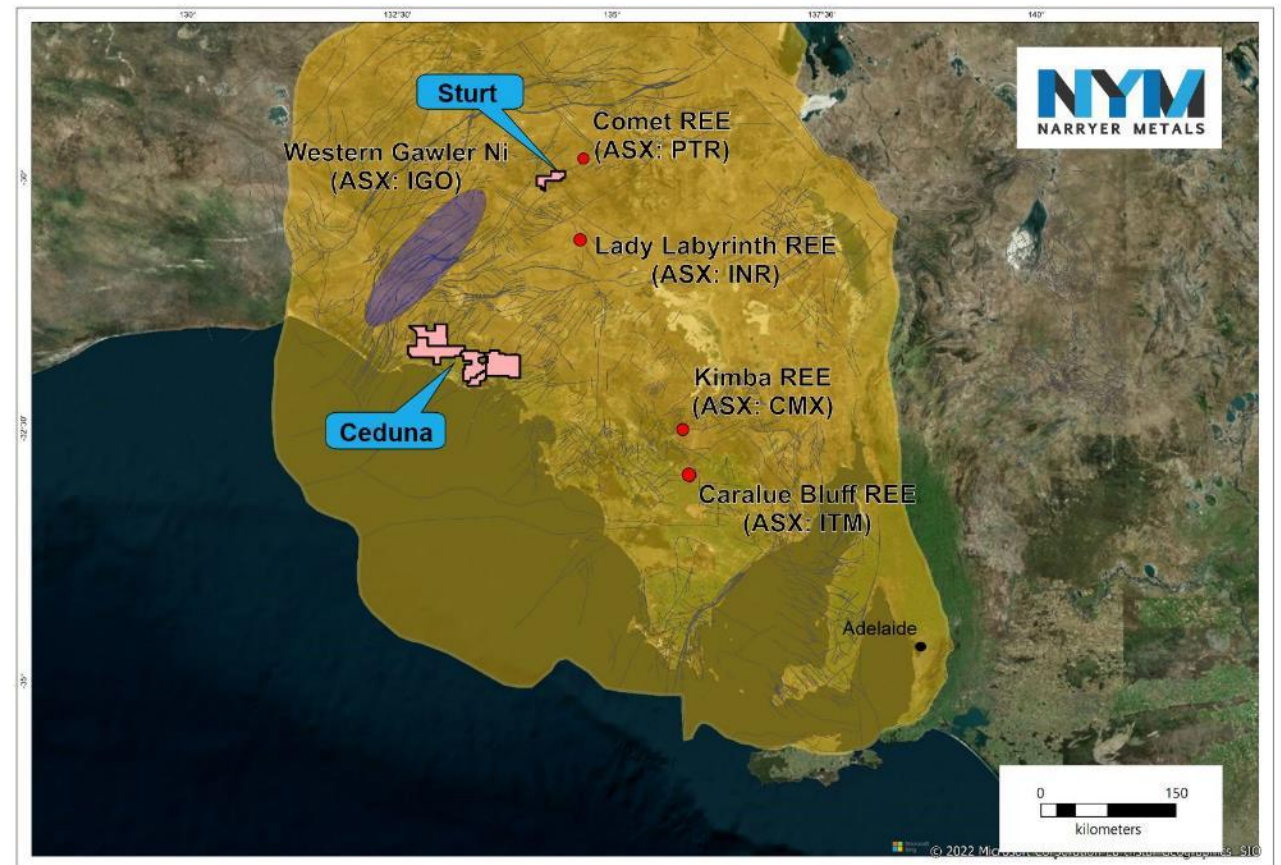 130°
132°30'
135°
137°30'
140°
NYM
NARRYER METALS
Sturt
Comet REE
(ASX: PTR)
Western Gawler Ni
(ASX: IGO)
-30°
Lady Labyrinth REE
(ASX: INR)
Kimba REE
(ASX: CMX)
-32°30'
Ceduna
Caralue Bluff REE
(ASX: ITM)
Adelaide
-35°
0 150
kilometers
© 2022 Microsoft Corporation